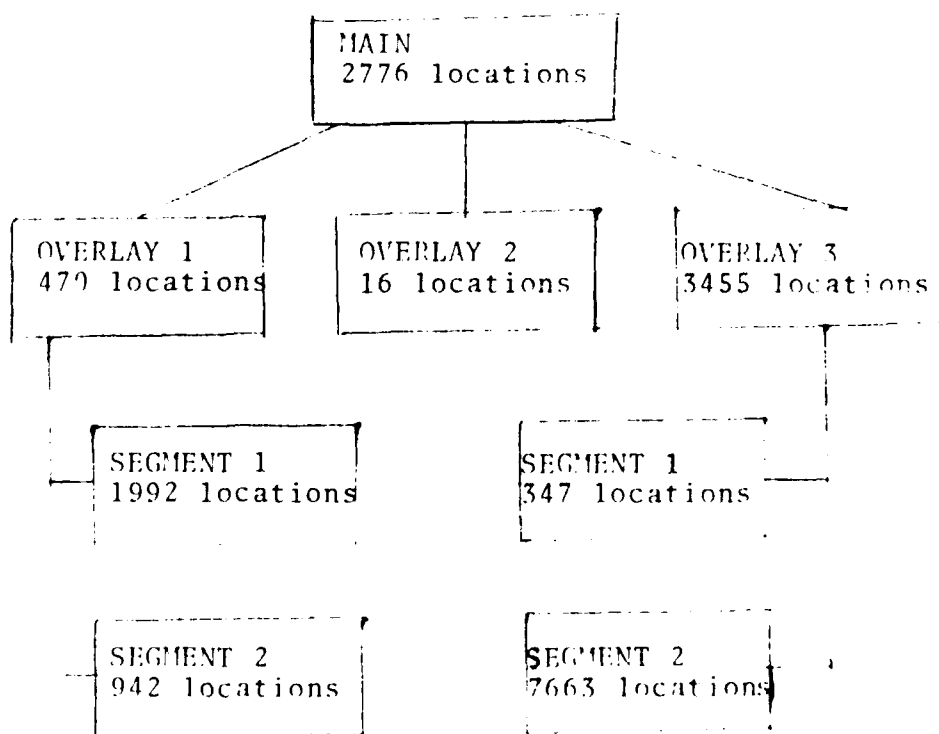 MAIN
2776 locations
OVERLAY 1
479 locations
OVERLAY 2
16 locations
OVERLAY 3
3455 locations
SEGMENT 1
1992 locations
SEGMENT 1
347 locations
SEGMENT 2
942 locations
SEGMENT 2
7663 locations